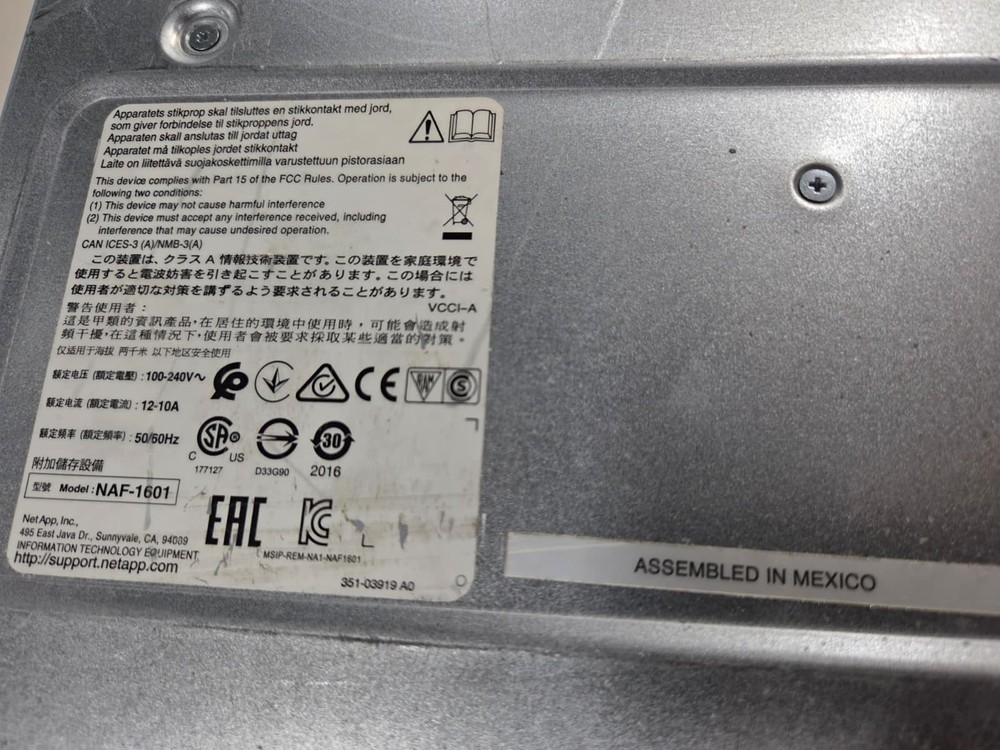 Apparatets stikprop skal tilsluttes en stikkontakt med jord,
som giver forbindelse til stikproppens jord.
Apparaten skall anslutas till jordat uttag
Apparatet må tilkoples jordet stikkontakt
Laite on liitettävä suojakoskettimilla varustettuun pistorasiaan
This device complies with Part 15 of the FCC Rules. Operation is subject to the
following two conditions:
(1) This device may not cause harmful interference
(2) This device must accept any interference received, including
interference that may cause undesired operation.
CAN ICES-3 (A)/NMB-3(A)
この装置は、クラス A 情報技術装置です。この装置を家庭環境で
使用すると電波妨害を引き起こすことがあります。この場合には
使用者が適切な対策を講ずるよう要求されることがあります。
VCCI-A
警告使用者：
這是甲類的資訊產品，在居住的環境中使用時，可能會造成射
頻干擾，在這種情況下，使用者會被要求採取某些適當的對策。
仅适用于海拔 两千米 以下地区安全使用
額定电压 (額定電壓) : 100-240V~
CE
S
額定电流 (額定電流) : 12-10A
額定频率 (額定頻率) : 50/60Hz
SA
C US
177127
D33G90
30
2016
附加儲存設備
型號 Model : NAF-1601
EAC
KC
MSIP-REM-NA1-NAF1601
NetApp, Inc.,
495 East Java Dr., Sunnyvale, CA, 94089
INFORMATION TECHNOLOGY EQUIPMENT
http://support.netapp.com
351-03919 A0
ASSEMBLED IN MEXICO